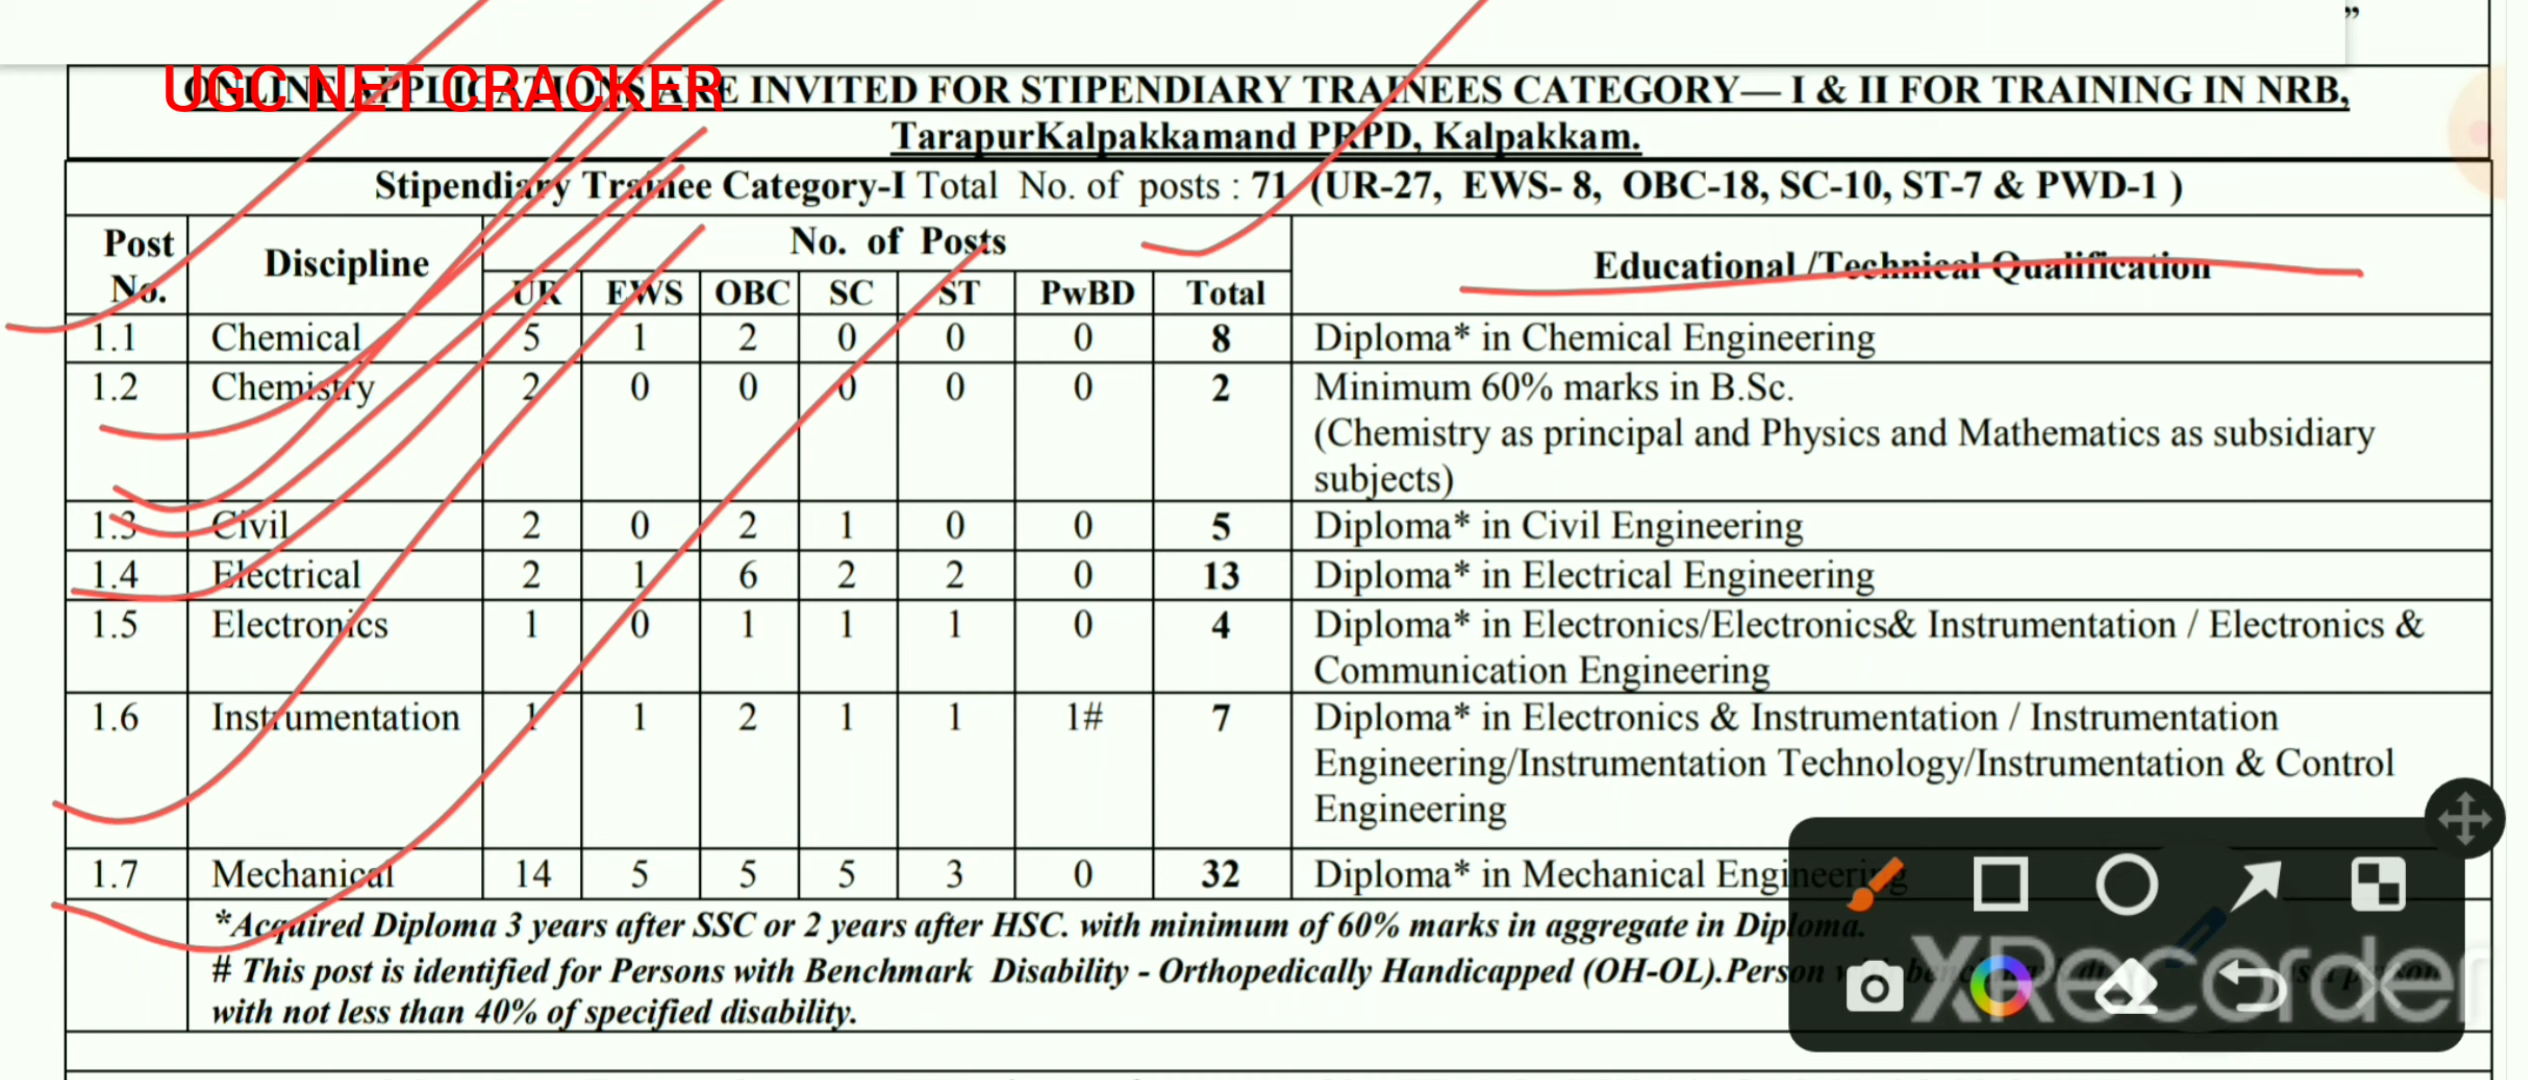 ”
UGC NET CRACKER
ONLINE APPLICATIONS ARE INVITED FOR STIPENDIARY TRAINEES CATEGORY— I & II FOR TRAINING IN NRB,
TarapurKalpakkamand PRPD, Kalpakkam.
Stipendiary Trainee Category-I Total No. of posts : 71 (UR-27, EWS- 8, OBC-18, SC-10, ST-7 & PWD-1 )
Post No. Discipline No. of Posts Educational /Technical Qualification
UR EWS OBC SC ST PwBD Total
1.1 Chemical 5 1 2 0 0 0 8 Diploma* in Chemical Engineering
1.2 Chemistry 2 0 0 0 0 0 2 Minimum 60% marks in B.Sc.
(Chemistry as principal and Physics and Mathematics as subsidiary
subjects)
1.3 Civil 2 0 2 1 0 0 5 Diploma* in Civil Engineering
1.4 Electrical 2 1 6 2 2 0 13 Diploma* in Electrical Engineering
1.5 Electronics 1 0 1 1 1 0 4 Diploma* in Electronics/Electronics& Instrumentation / Electronics &
Communication Engineering
1.6 Instrumentation 1 1 2 1 1 1# 7 Diploma* in Electronics & Instrumentation / Instrumentation
Engineering/Instrumentation Technology/Instrumentation & Control
Engineering
1.7 Mechanical 14 5 5 5 3 0 32 Diploma* in Mechanical Engineering
*Acquired Diploma 3 years after SSC or 2 years after HSC. with minimum of 60% marks in aggregate in Diploma.
# This post is identified for Persons with Benchmark Disability - Orthopedically Handicapped (OH-OL).Person
with not less than 40% of specified disability.
XRecorder